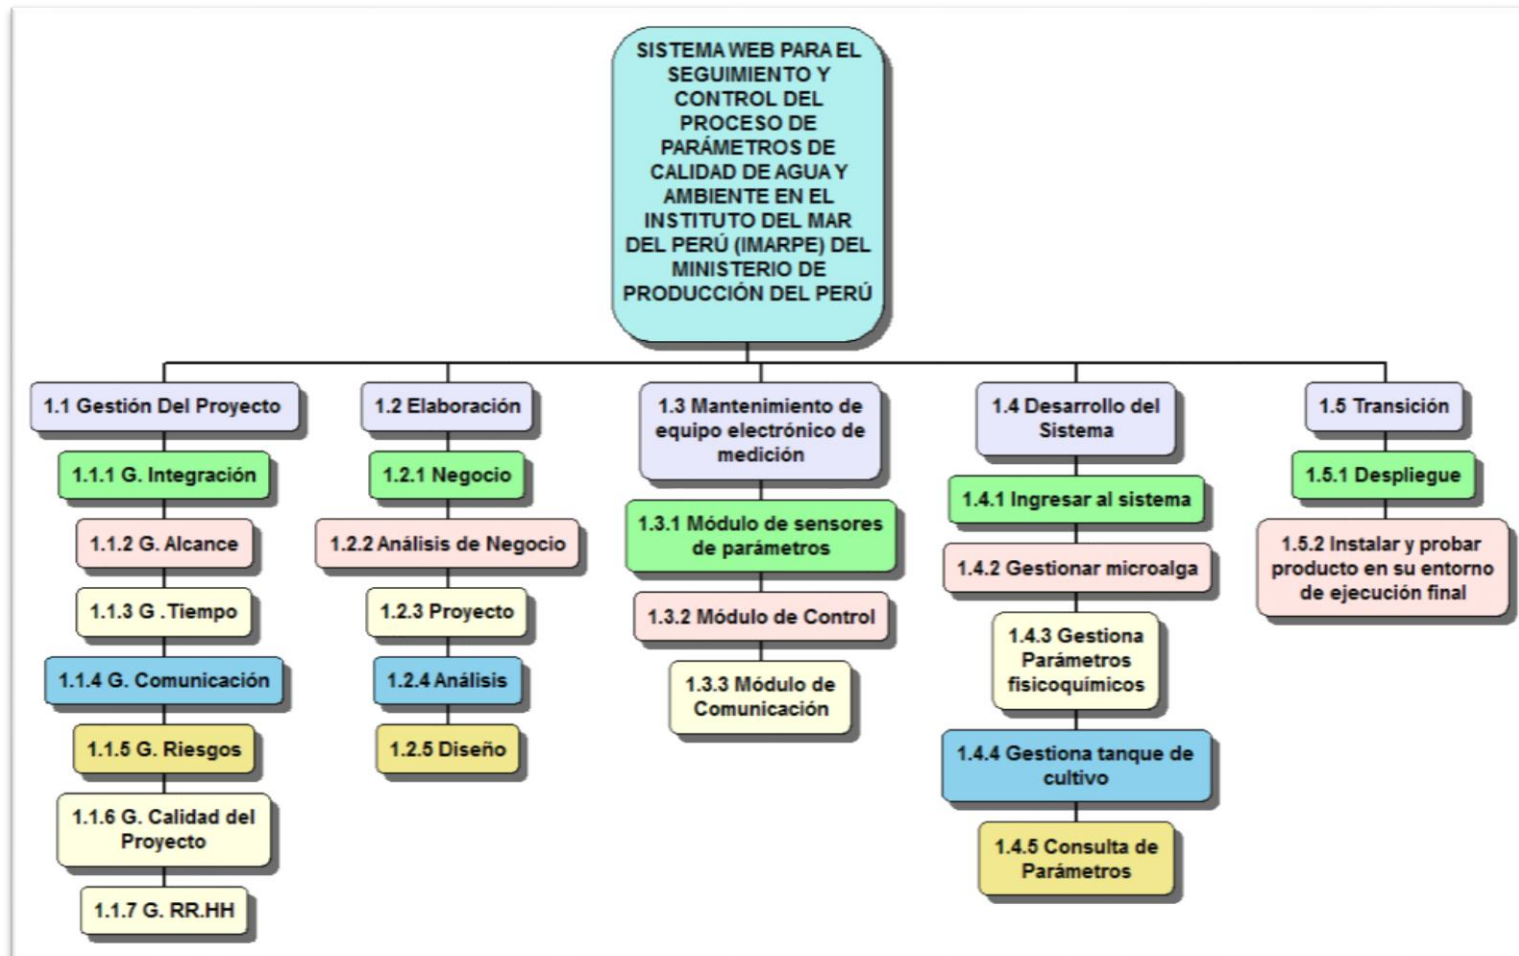 SISTEMA WEB PARA EL
SEGUIMIENTO Y
CONTROL DEL
PROCESO DE
PARÁMETROS DE
CALIDAD DE AGUA Y
AMBIENTE EN EL
INSTITUTO DEL MAR
DEL PERÚ (IMARPE) DEL
MINISTERIO DE
PRODUCCIÓN DEL PERÚ
1.1 Gestión Del Proyecto
1.1.1 G. Integración
1.1.2 G. Alcance
1.1.3 G .Tiempo
1.1.4 G. Comunicación
1.1.5 G. Riesgos
1.1.6 G. Calidad del
Proyecto
1.1.7 G. RR.HH
1.2 Elaboración
1.2.1 Negocio
1.2.2 Análisis de Negocio
1.2.3 Proyecto
1.2.4 Análisis
1.2.5 Diseño
1.3 Mantenimiento de
equipo electrónico de
medición
1.3.1 Módulo de sensores
de parámetros
1.3.2 Módulo de Control
1.3.3 Módulo de
Comunicación
1.4 Desarrollo del
Sistema
1.4.1 Ingresar al sistema
1.4.2 Gestionar microalga
1.4.3 Gestiona
Parámetros
fisicoquímicos
1.4.4 Gestiona tanque de
cultivo
1.4.5 Consulta de
Parámetros
1.5 Transición
1.5.1 Despliegue
1.5.2 Instalar y probar
producto en su entorno
de ejecución final